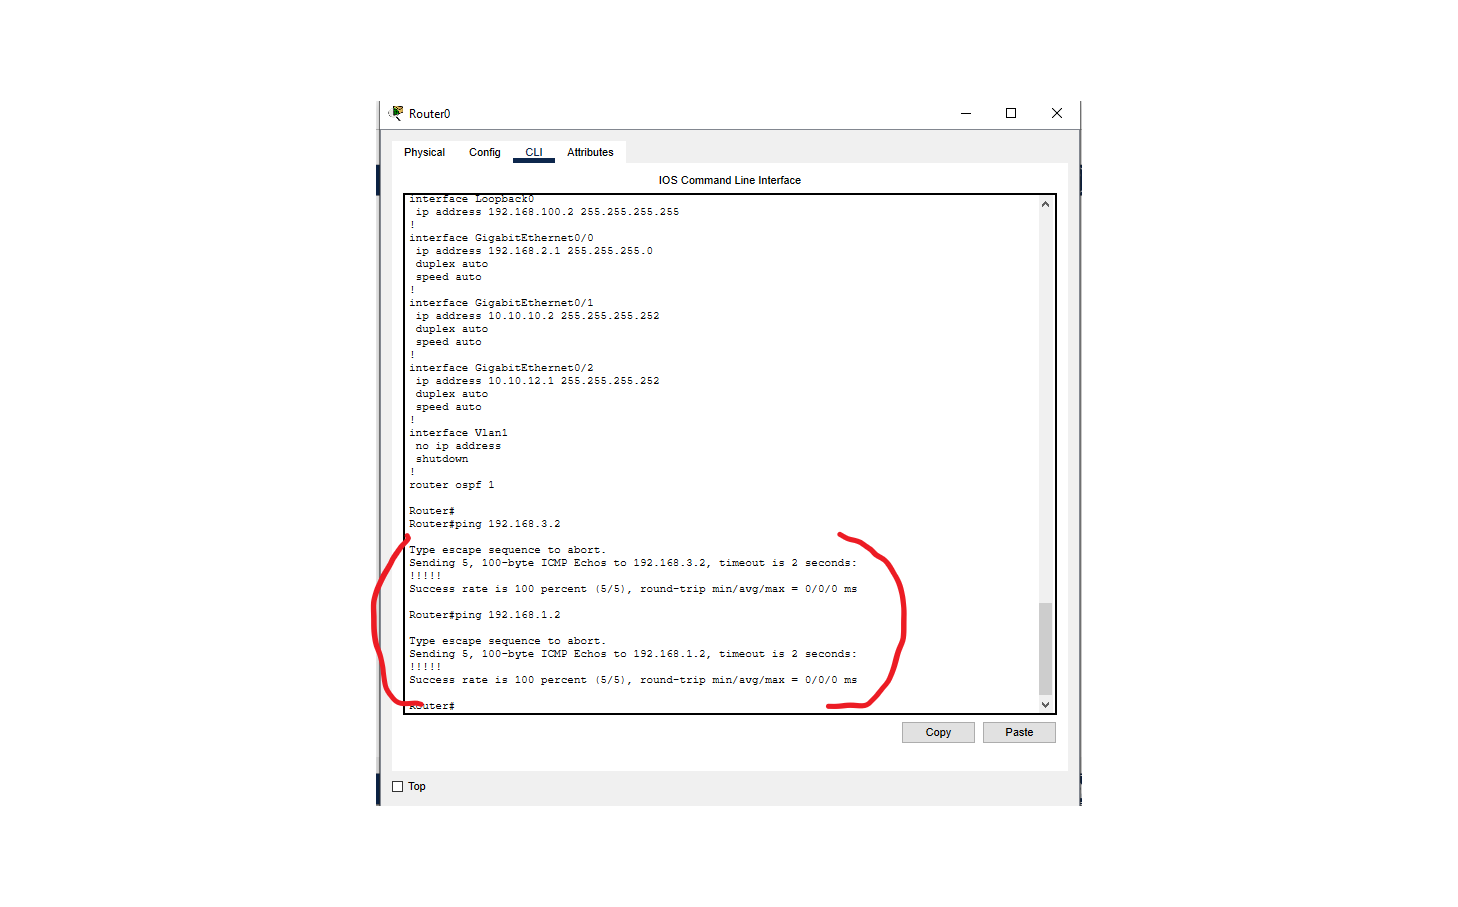 Router0
Physical Config CLI Attributes
IOS Command Line Interface
interface Loopback0
ip address 192.168.100.2 255.255.255.255
!
interface GigabitEthernet0/0
ip address 192.168.2.1 255.255.255.0
duplex auto
speed auto
!
interface GigabitEthernet0/1
ip address 10.10.10.2 255.255.255.252
duplex auto
speed auto
!
interface GigabitEthernet0/2
ip address 10.10.12.1 255.255.255.252
duplex auto
speed auto
!
interface Vlan1
no ip address
shutdown
!
router ospf 1
Router#
Router#ping 192.168.3.2
Type escape sequence to abort.
Sending 5, 100-byte ICMP Echos to 192.168.3.2, timeout is 2 seconds:
!!!!!
Success rate is 100 percent (5/5), round-trip min/avg/max = 0/0/0 ms
Router#ping 192.168.1.2
Type escape sequence to abort.
Sending 5, 100-byte ICMP Echos to 192.168.1.2, timeout is 2 seconds:
!!!!!
Success rate is 100 percent (5/5), round-trip min/avg/max = 0/0/0 ms
Router#
Copy Paste
Top